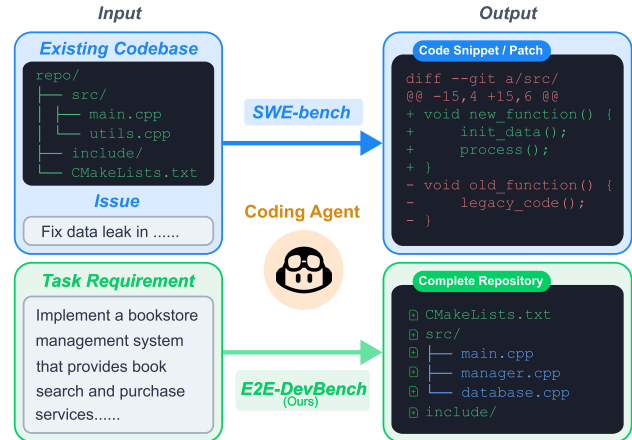 Input
Output
Existing Codebase
repo/
├── src/
│ ├── main.cpp
│ └── utils.cpp
├── include/
└── CMakeLists.txt
Issue
Fix data leak in ......
SWE-bench
Code Snippet / Patch
diff --git a/src/
@@ -15,4 +15,6 @@
+ void new_function() {
+     init_data();
+     process();
+ }
- void old_function() {
-     legacy_code();
- }
Coding Agent
Task Requirement
Implement a bookstore
management system
that provides book
search and purchase
services......
E2E-DevBench
(Ours)
Complete Repository
CMakeLists.txt
src/
├── main.cpp
├── manager.cpp
└── database.cpp
include/